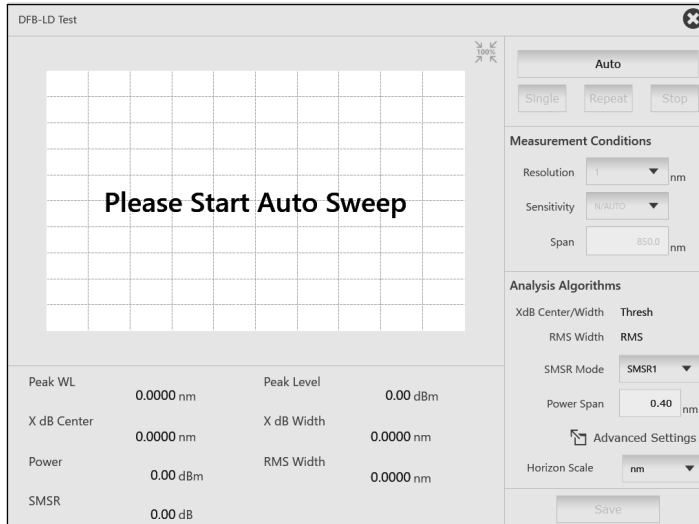 DFB-LD Test
100%
Please Start Auto Sweep
Auto
Single Repeat Stop
Measurement Conditions
Resolution 1 nm
Sensitivity N/AUTO
Span 850.0 nm
Analysis Algorithms
XdB Center/Width Thresh
RMS Width RMS
SMSR Mode SMSR1
Power Span 0.40 nm
Advanced Settings
Horizon Scale nm
Save
Peak WL 0.0000 nm Peak Level 0.00 dBm
X dB Center 0.0000 nm X dB Width 0.0000 nm
Power 0.00 dBm RMS Width 0.0000 nm
SMSR 0.00 dB